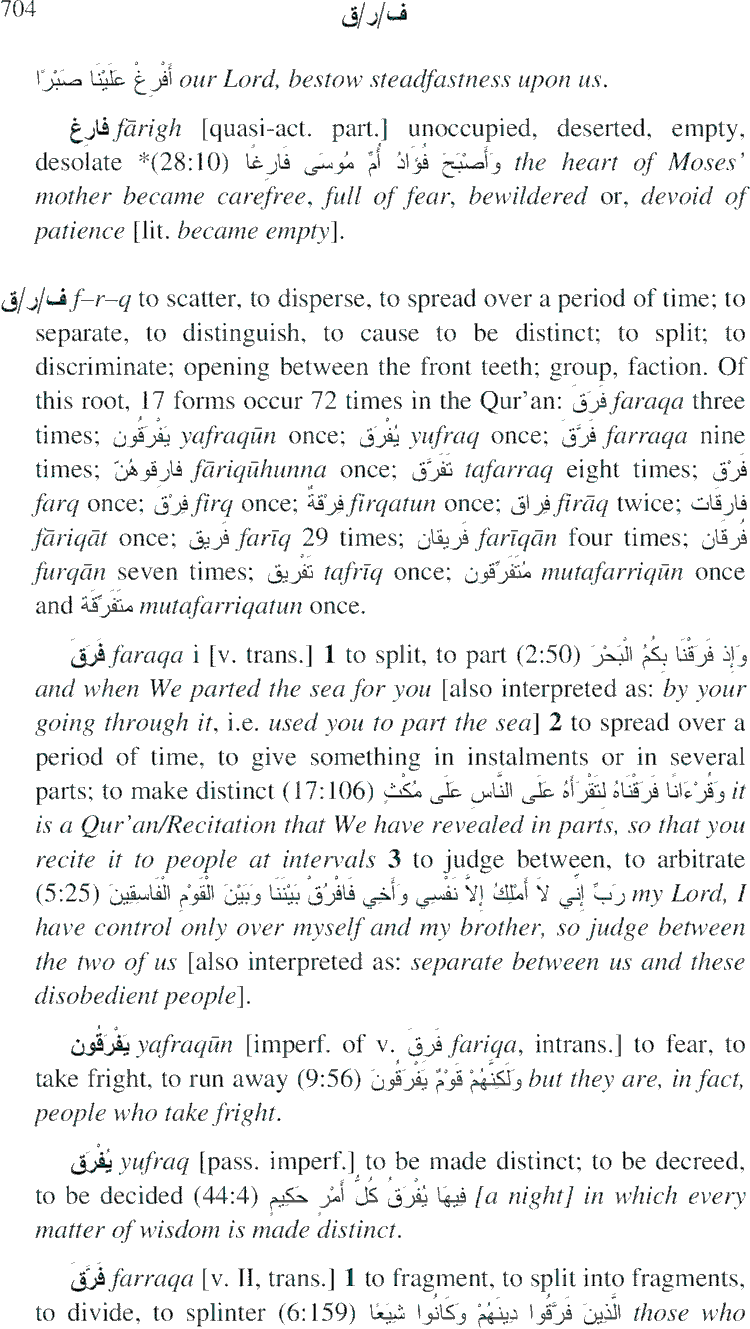 704
ف/ر/ق
أَفْرِغْ عَلَيْنَا صَبْرًا our Lord, bestow steadfastness upon us.
فَارِغ fārigh [quasi-act. part.] unoccupied, deserted, empty,
desolate *(28:10) وَأَصْبَحَ فُؤَادُ أُمِّ مُوسَى فَارِغًا the heart of Moses’
mother became carefree, full of fear, bewildered or, devoid of
patience [lit. became empty].
ف/ر/ق f–r–q to scatter, to disperse, to spread over a period of time; to
separate, to distinguish, to cause to be distinct; to split; to
discriminate; opening between the front teeth; group, faction. Of
this root, 17 forms occur 72 times in the Qur’an: فَرَقَ faraqa three
times; يَفْرَقُون yafraqūn once; يُفْرَق yufraq once; فَرَّقَ farraqa nine
times; فارِقوهُنّ fāriqūhunna once; تَفَرَّقَ tafarraq eight times; فَرْق
farq once; فِرْق firq once; فِرْقةٌ firqatun once; فِراق firāq twice; فارِقات
fāriqāt once; فَريق farīq 29 times; فَريقان farīqān four times; فُرقَان
furqān seven times; تَفْريق tafrīq once; مُتَفَرِّقون mutafarriqūn once
and متَفَرِّقَة mutafarriqatun once.
فَرَقَ faraqa i [v. trans.] 1 to split, to part (2:50) وَإِذ فَرَقْنَا بِكُمُ الْبَحْرَ
and when We parted the sea for you [also interpreted as: by your
going through it, i.e. used you to part the sea] 2 to spread over a
period of time, to give something in instalments or in several
parts; to make distinct (17:106) وَقُرْءَانًا فَرَقْنَاهُ لِتَقْرَأَهُ عَلَى النَّاسِ عَلَى مُكْثٍ it
is a Qur’an/Recitation that We have revealed in parts, so that you
recite it to people at intervals 3 to judge between, to arbitrate
(5:25) رَبِّ إِنِّي لاَ أَمْلِكُ إِلاَّ نَفْسِي وَأَخِي فَافْرُقْ بَيْنَنَا وَبَيْنَ الْقَوْمِ الْفَاسِقِينَ my Lord, I
have control only over myself and my brother, so judge between
the two of us [also interpreted as: separate between us and these
disobedient people].
يَفْرَقُون yafraqūn [imperf. of v. فَرِقَ fariqa, intrans.] to fear, to
take fright, to run away (9:56) وَلَكِنَّهُمْ قَوْمٌ يَفْرَقُونَ but they are, in fact,
people who take fright.
يُفْرَق yufraq [pass. imperf.] to be made distinct; to be decreed,
to be decided (44:4) فِيهَا يُفْرَقُ كُلُّ أَمْرٍ حَكِيمٍ [a night] in which every
matter of wisdom is made distinct.
فَرَّقَ farraqa [v. II, trans.] 1 to fragment, to split into fragments,
to divide, to splinter (6:159) الَّذِينَ فَرَّقُوا دِينَهُمْ وَكَانُوا شِيَعًا those who